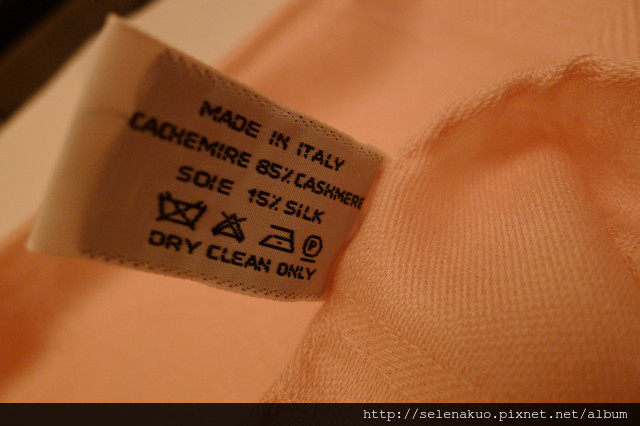 MADE IN ITALY
CACHEMIRE 85% CASHMERE
SOIE 15% SILK
P
DRY CLEAN ONLY
http://selenakuo.pixnet.net/album